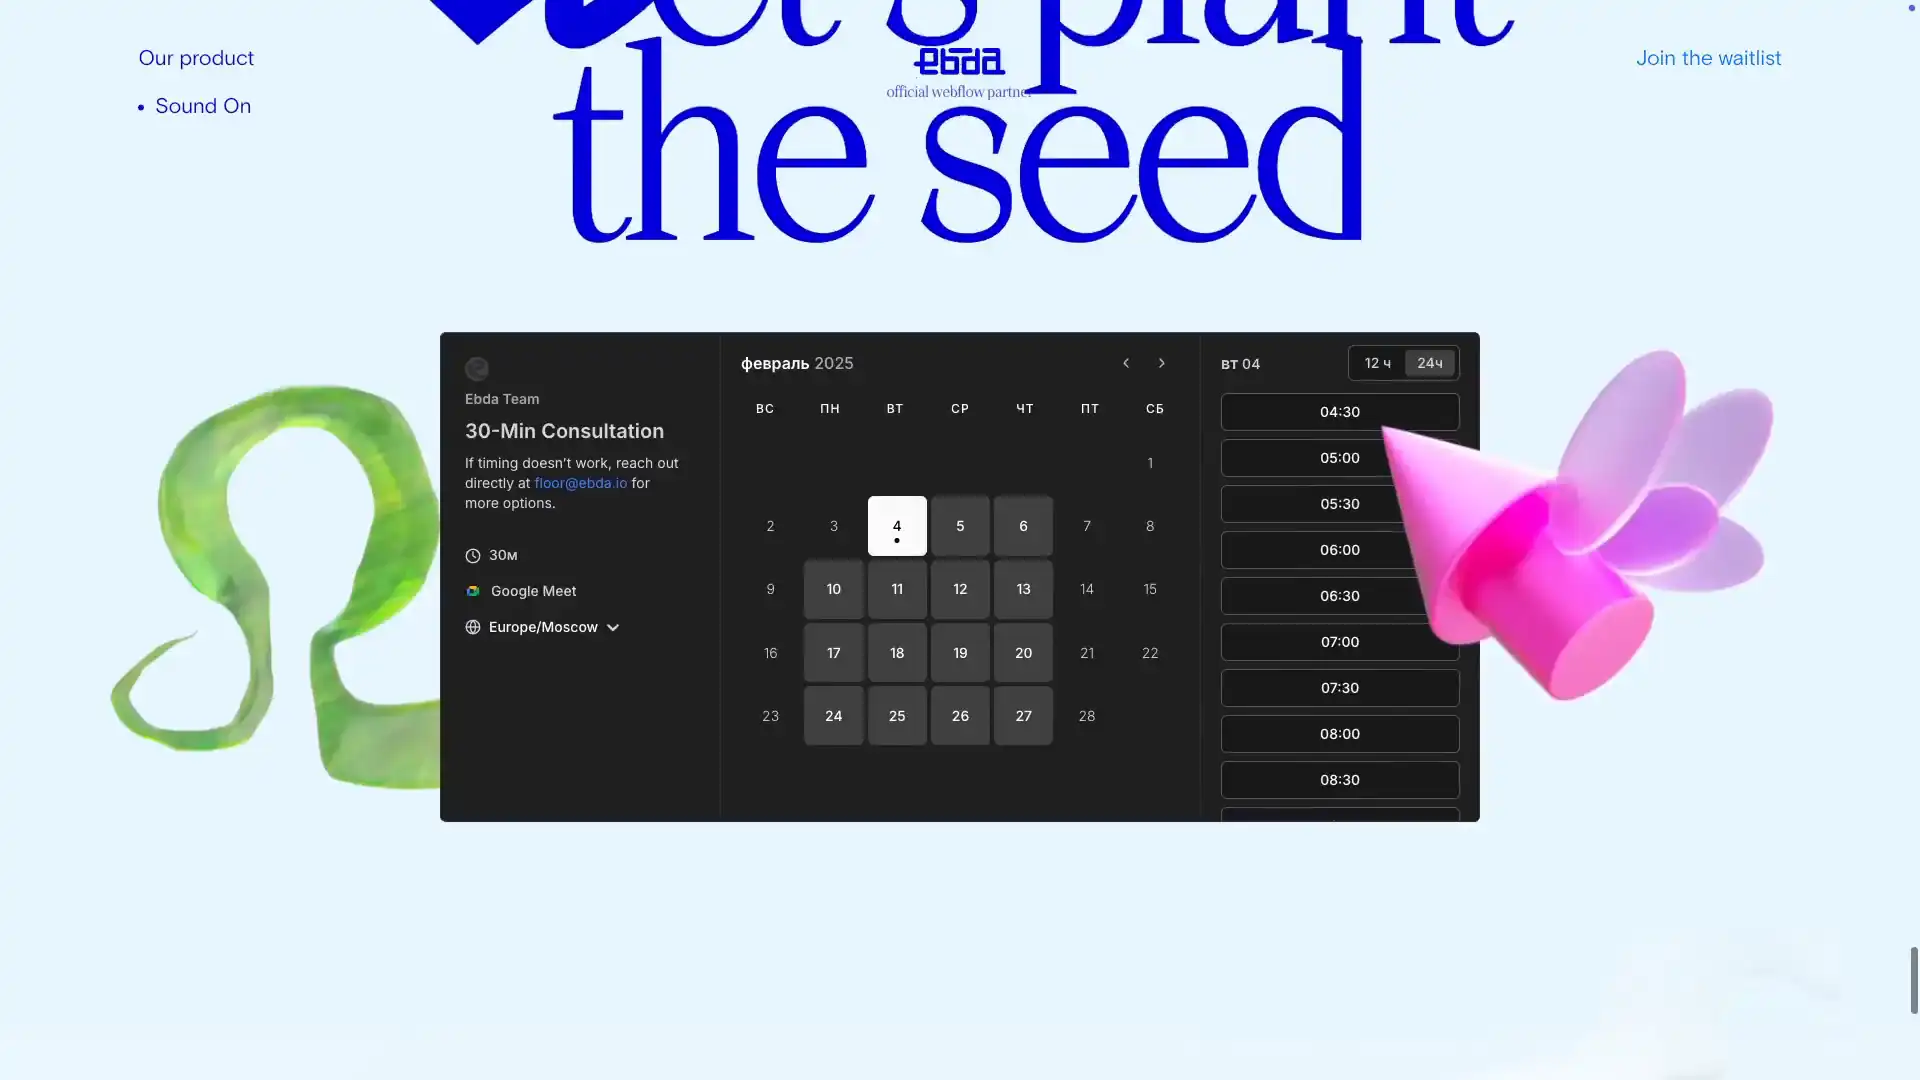 Let's plant
the seed
Our product
Sound On
ebda
official webflow partner
Join the waitlist
Ebda Team
30-Min Consultation
If timing doesn't work, reach out
directly at floor@ebda.io for
more options.
30м
Google Meet
Europe/Moscow
февраль 2025
ВС ПН ВТ СР ЧТ ПТ СБ
1
2 3 4 5 6 7 8
9 10 11 12 13 14 15
16 17 18 19 20 21 22
23 24 25 26 27 28
вт 04
12 ч 24ч
04:30
05:00
05:30
06:00
06:30
07:00
07:30
08:00
08:30